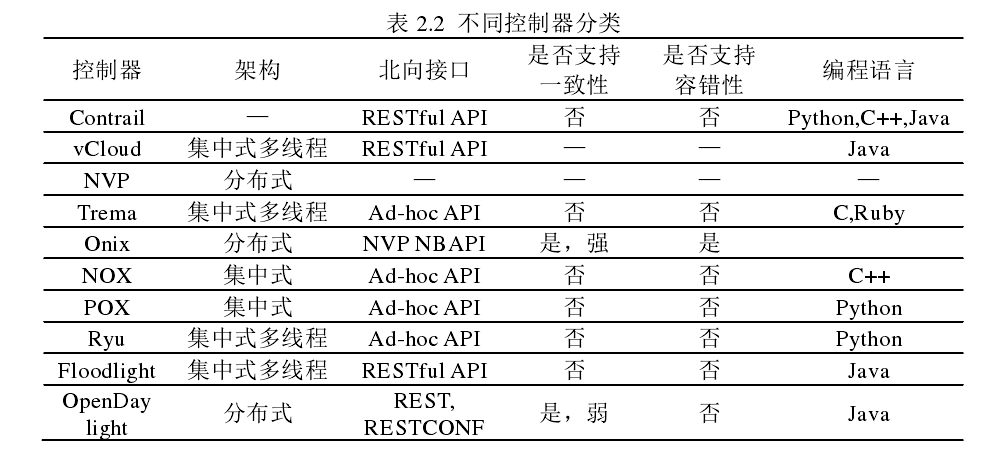 表 2.2 不同控制器分类
控制器 架构 北向接口 是否支持一致性 是否支持容错性 编程语言
Contrail — RESTful API 否 否 Python,C++,Java
vCloud 集中式多线程 RESTful API — — Java
NVP 分布式 — — — —
Trema 集中式多线程 Ad-hoc API 否 否 C,Ruby
Onix 分布式 NVP NBAPI 是，强 是
NOX 集中式 Ad-hoc API 否 否 C++
POX 集中式 Ad-hoc API 否 否 Python
Ryu 集中式多线程 Ad-hoc API 否 否 Python
Floodlight 集中式多线程 RESTful API 否 否 Java
OpenDay light 分布式 REST, RESTCONF 是，弱 否 Java